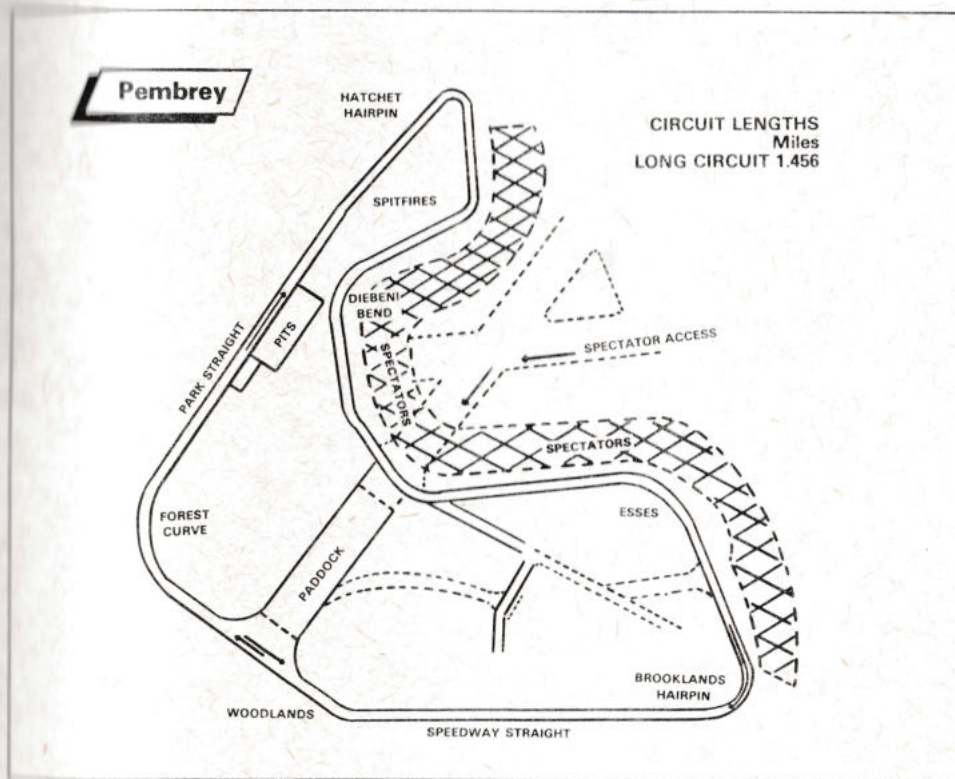 Pembrey
HATCHET
HAIRPIN
CIRCUIT LENGTHS
Miles
LONG CIRCUIT 1.456
SPITFIRES
DIEBENI
BEND
PITS
PARK STRAIGHT
SPECTATORS
SPECTATOR ACCESS
SPECTATORS
FOREST
CURVE
ESSES
PADDOCK
BROOKLANDS
HAIRPIN
WOODLANDS
SPEEDWAY STRAIGHT